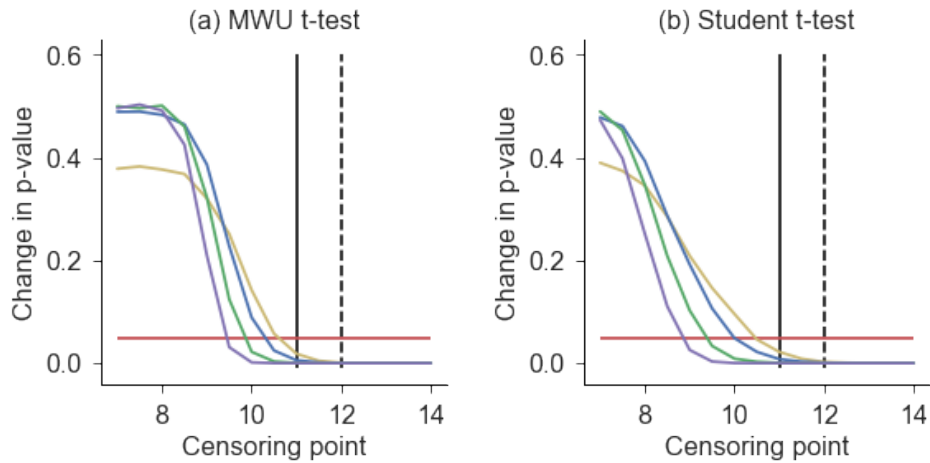 (a) MWU t-test
0.6
0.4
0.2
0.0
Change in p-value
8
10
12
14
Censoring point
(b) Student t-test
0.6
0.4
0.2
0.0
Change in p-value
8
10
12
14
Censoring point